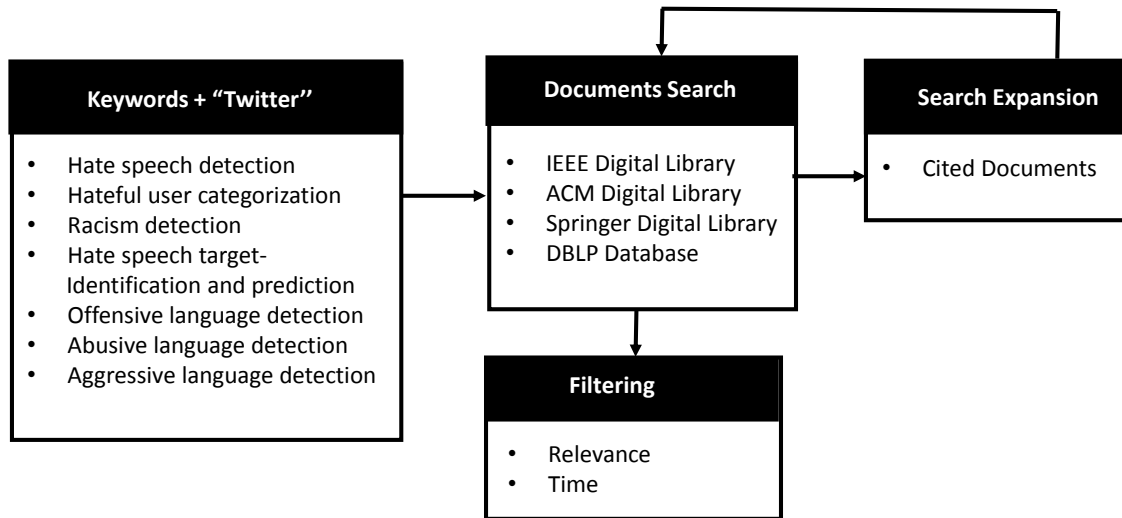 Keywords + “Twitter’’
• Hate speech detection
• Hateful user categorization
• Racism detection
• Hate speech target-
Identification and prediction
• Offensive language detection
• Abusive language detection
• Aggressive language detection
Documents Search
• IEEE Digital Library
• ACM Digital Library
• Springer Digital Library
• DBLP Database
Search Expansion
• Cited Documents
Filtering
• Relevance
• Time